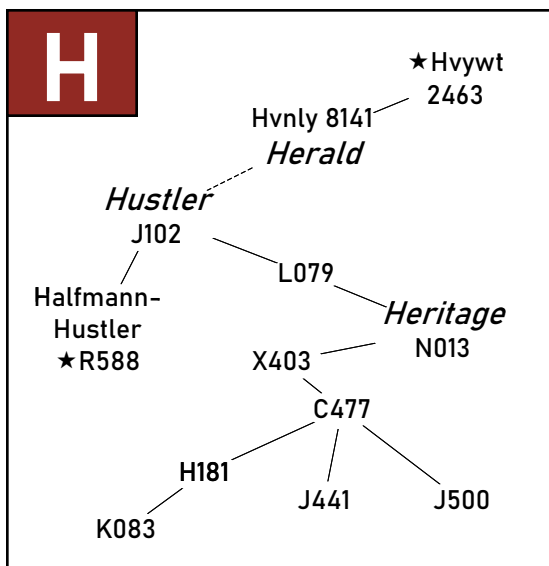 H
★Hvywt
2463
Hvnly 8141
Herald
Hustler
J102
L079
Halfmann-
Hustler
★R588
Heritage
N013
X403
C477
H181
J441
J500
K083